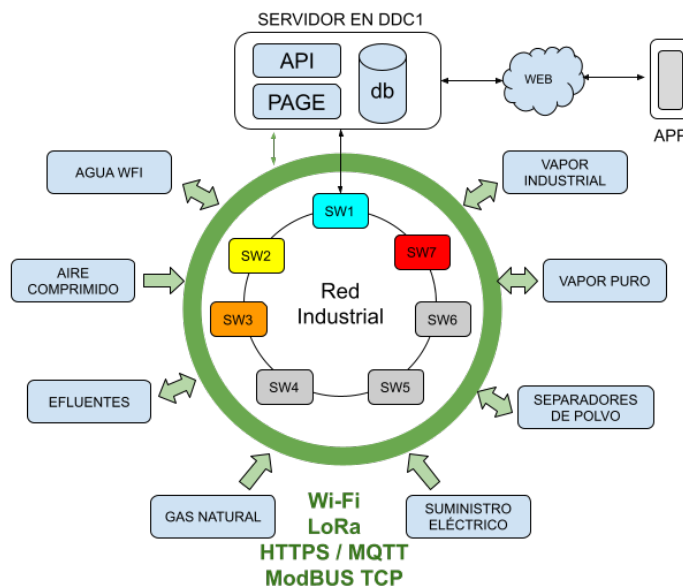 SERVIDOR EN DDC1
API
PAGE
db
WEB
APP
AGUA WFI
VAPOR
INDUSTRIAL
SW1
SW2
SW7
AIRE
COMPRIMIDO
Red
Industrial
VAPOR PURO
SW3
SW6
SW4
SW5
EFLUENTES
SEPARADORES
DE POLVO
GAS NATURAL
SUMINISTRO
ELÉCTRICO
Wi-Fi
LoRa
HTTPS / MQTT
ModBUS TCP